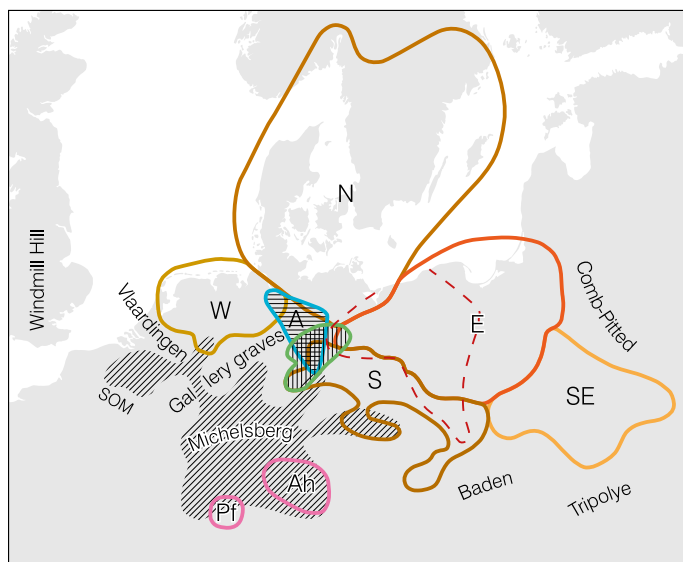 N
Windmill Hill
Vlaardingen
W
A
E
Comb-Pitted
Gallery graves
S
SE
SOM
Michelsberg
Ah
Baden
Tripolye
Pf